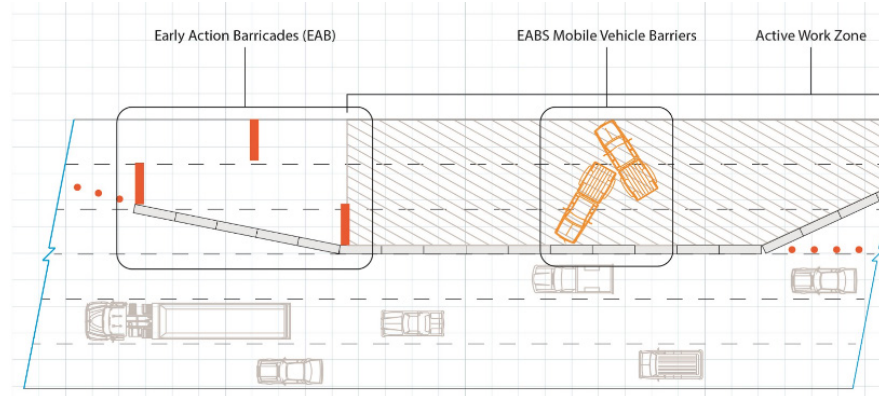 Early Action Barricades (EAB)
EABS Mobile Vehicle Barriers
Active Work Zone